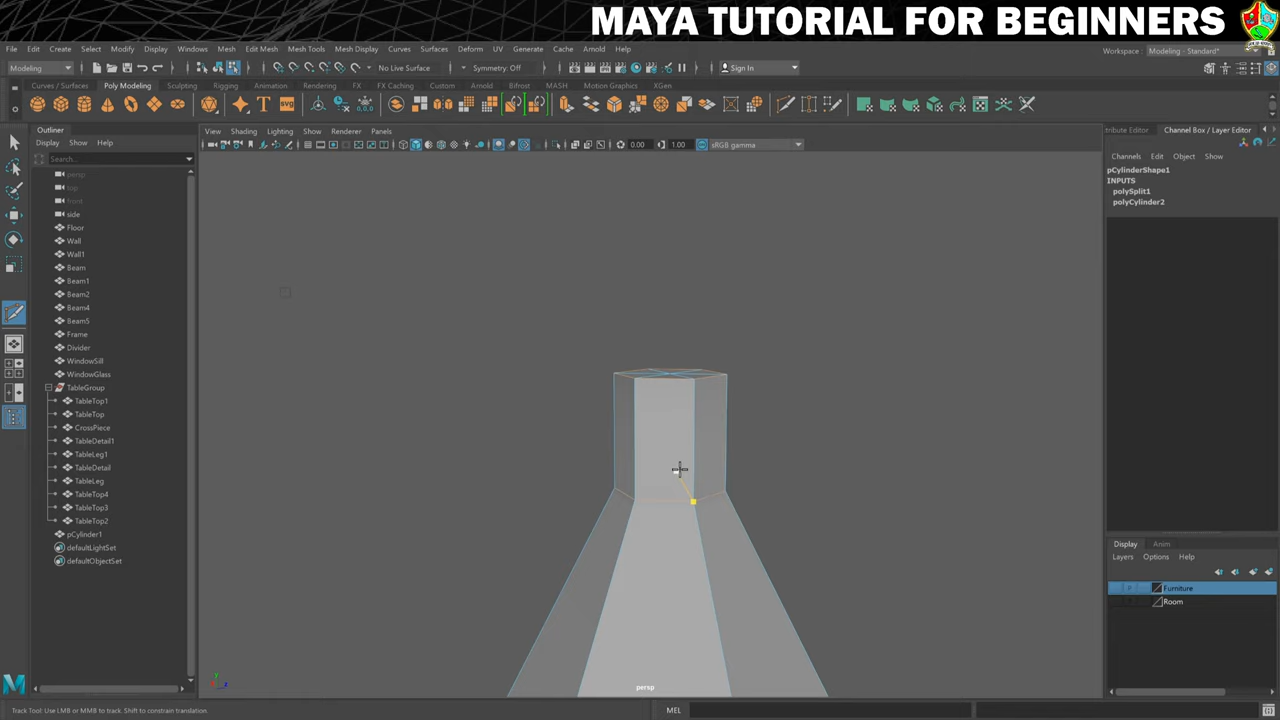 MAYA TUTORIAL FOR BEGINNERS
File Edit Create Select Modify Display Windows Mesh Edit Mesh Mesh Tools Mesh Display Curves Surfaces Deform UV Generate Cache Arnold Help
Workspace : Modeling - Standard*
Modeling No Live Surface Symmetry: Off Sign In
Curves / Surfaces Poly Modeling Sculpting Rigging Animation Rendering FX FX Caching Custom Arnold Bifrost MASH Motion Graphics XGen
Outliner
Display Show Help
Search...
persp
top
front
side
Floor
Wall
Wall1
Beam
Beam1
Beam2
Beam4
Beam5
Frame
Divider
WindowSill
WindowGlass
TableGroup
TableTop1
TableTop
CrossPiece
TableDetail1
TableLeg1
TableDetail
TableLeg
TableTop4
TableTop3
TableTop2
pCylinder1
defaultLightSet
defaultObjectSet
View Shading Lighting Show Renderer Panels
0.00 1.00 sRGB gamma
persp
tribute Editor Channel Box / Layer Editor
Channels Edit Object Show
pCylinderShape1
INPUTS
polySplit1
polyCylinder2
Display Anim
Layers Options Help
P Furniture
Room
Track Tool: Use LMB or MMB to track. Shift to constrain translation.
MEL